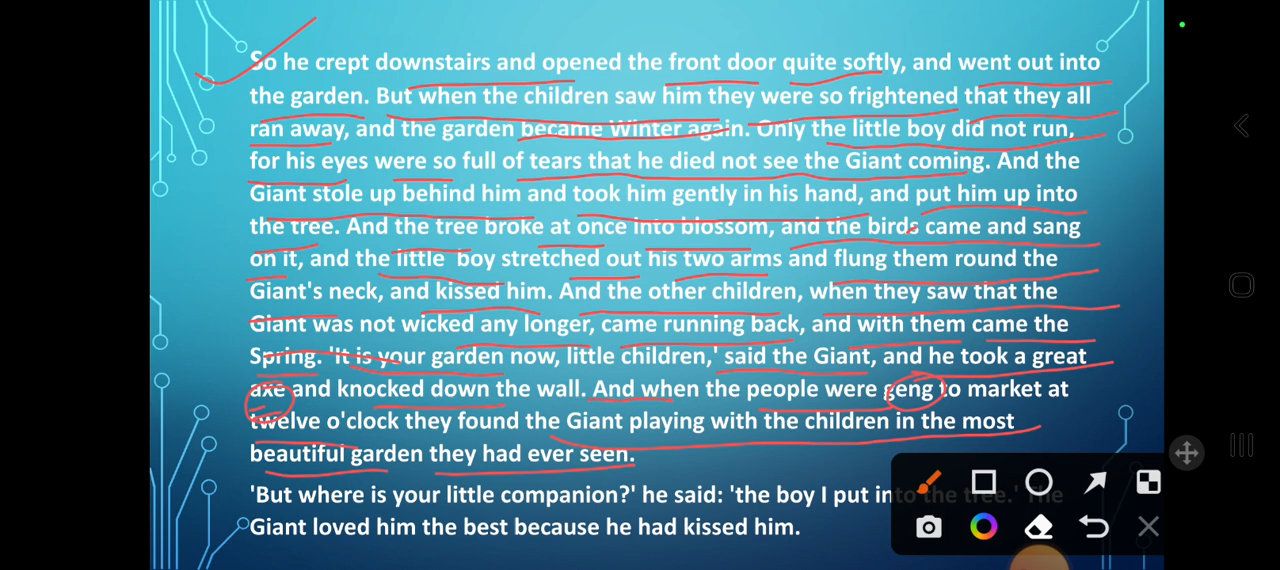 So he crept downstairs and opened the front door quite softly, and went out into
the garden. But when the children saw him they were so frightened that they all
ran away, and the garden became Winter again. Only the little boy did not run,
for his eyes were so full of tears that he died not see the Giant coming. And the
Giant stole up behind him and took him gently in his hand, and put him up into
the tree. And the tree broke at once into blossom, and the birds came and sang
on it, and the little boy stretched out his two arms and flung them round the
Giant's neck, and kissed him. And the other children, when they saw that the
Giant was not wicked any longer, came running back, and with them came the
Spring. 'It is your garden now, little children,' said the Giant, and he took a great
axe and knocked down the wall. And when the people were geng to market at
twelve o'clock they found the Giant playing with the children in the most
beautiful garden they had ever seen.
'But where is your little companion?' he said: 'the boy I put into the tree.' The
Giant loved him the best because he had kissed him.